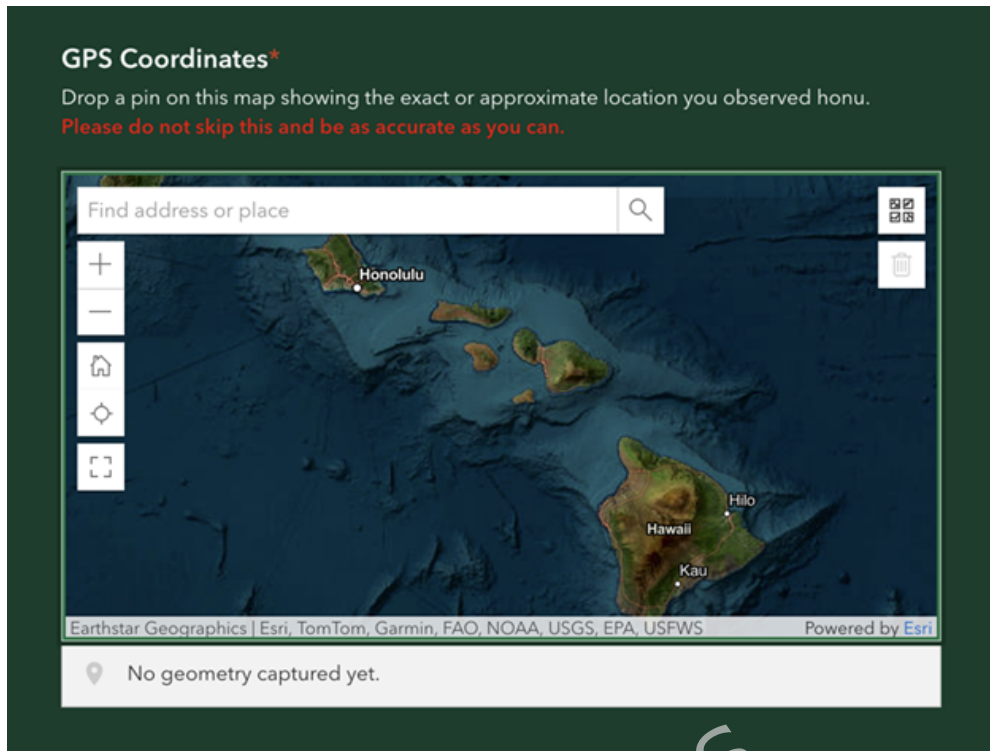 GPS Coordinates*
Drop a pin on this map showing the exact or approximate location you observed honu.
Please do not skip this and be as accurate as you can.
Find address or place
Honolulu
Hilo
Hawaii
Kau
Earthstar Geographics | Esri, TomTom, Garmin, FAO, NOAA, USGS, EPA, USFWS
Powered by Esri
No geometry captured yet.